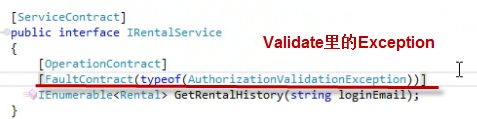 [ServiceContract]
public interface IRentalService
Validate里的Exception
{
[OperationContract]
[FaultContract(typeof(AuthorizationValidationException))]
IEnumerable<Rental> GetRentalHistory(string loginEmail);
}